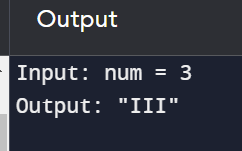 Output
Input: num = 3
Output: "III"